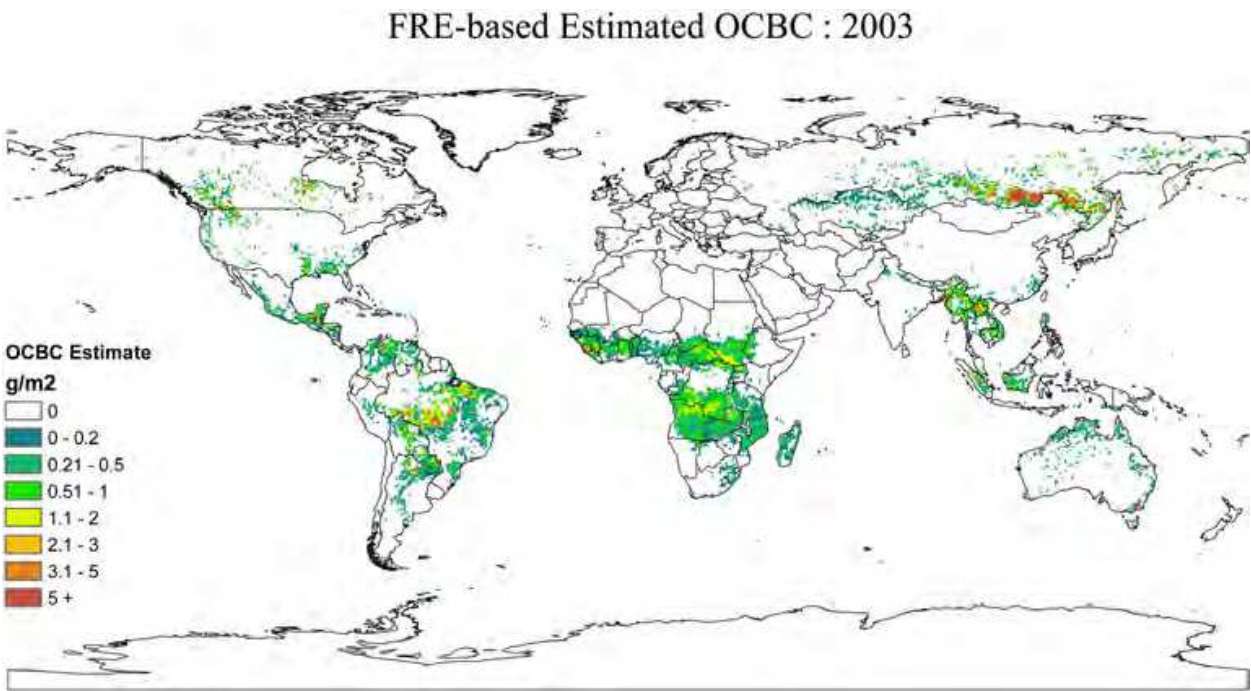 FRE-based Estimated OCBC : 2003
OCBC Estimate
g/m2
0
0 - 0.2
0.21 - 0.5
0.51 - 1
1.1 - 2
2.1 - 3
3.1 - 5
5 +